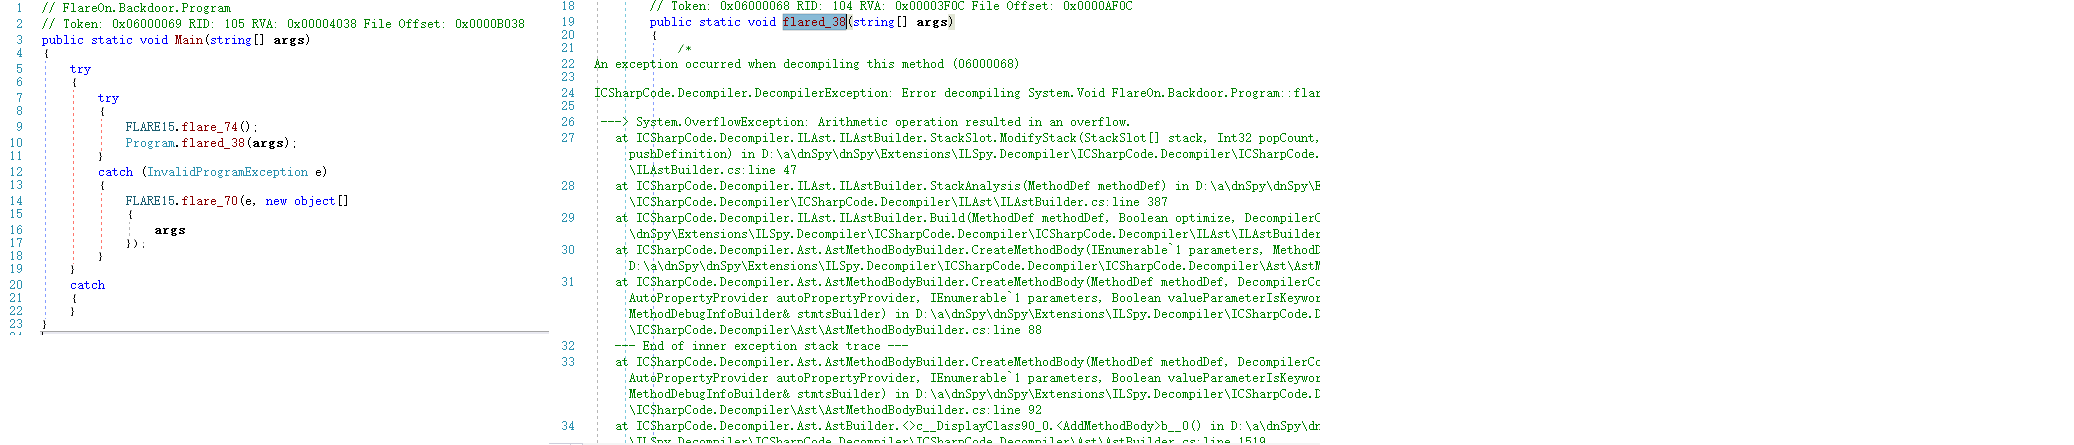 1 // FlareOn.Backdoor.Program
2 // Token: 0x06000069 RID: 105 RVA: 0x00004038 File Offset: 0x0000B038
3 public static void Main(string[] args)
4 {
5 try
6 {
7 try
8 {
9 FLARE15.flare_74();
10 Program.flared_38(args);
11 }
12 catch (InvalidProgramException e)
13 {
14 FLARE15.flare_70(e, new object[]
15 {
16 args
17 });
18 }
19 }
20 catch
21 {
22 }
23 }
18 // Token: 0x06000068 RID: 104 RVA: 0x00003F0C File Offset: 0x0000AF0C
19 public static void flared_38(string[] args)
20 {
21 /*
22 An exception occurred when decompiling this method (06000068)
23
24 ICSharpCode.Decompiler.DecompilerException: Error decompiling System.Void FlareOn.Backdoor.Program::flar
25
26 ---> System.OverflowException: Arithmetic operation resulted in an overflow.
27 at ICSharpCode.Decompiler.ILAst.ILAstBuilder.StackSlot.ModifyStack(StackSlot[] stack, Int32 popCount,
pushDefinition) in D:\a\dnSpy\dnSpy\Extensions\ILSpy.Decompiler\ICSharpCode.Decompiler\ICSharpCode.
\ILAstBuilder.cs:line 47
28 at ICSharpCode.Decompiler.ILAst.ILAstBuilder.StackAnalysis(MethodDef methodDef) in D:\a\dnSpy\dnSpy\E
\ICSharpCode.Decompiler\ICSharpCode.Decompiler\ILAst\ILAstBuilder.cs:line 387
29 at ICSharpCode.Decompiler.ILAst.ILAstBuilder.Build(MethodDef methodDef, Boolean optimize, DecompilerC
\dnSpy\Extensions\ILSpy.Decompiler\ICSharpCode.Decompiler\ICSharpCode.Decompiler\ILAst\ILAstBuilder
30 at ICSharpCode.Decompiler.Ast.AstMethodBodyBuilder.CreateMethodBody(IEnumerable`1 parameters, MethodD
D:\a\dnSpy\dnSpy\Extensions\ILSpy.Decompiler\ICSharpCode.Decompiler\ICSharpCode.Decompiler\Ast\AstM
31 at ICSharpCode.Decompiler.Ast.AstMethodBodyBuilder.CreateMethodBody(MethodDef methodDef, DecompilerCo
AutoPropertyProvider autoPropertyProvider, IEnumerable`1 parameters, Boolean valueParameterIsKeywor
MethodDebugInfoBuilder& stmtsBuilder) in D:\a\dnSpy\dnSpy\Extensions\ILSpy.Decompiler\ICSharpCode.D
\ICSharpCode.Decompiler\Ast\AstMethodBodyBuilder.cs:line 88
32 --- End of inner exception stack trace ---
33 at ICSharpCode.Decompiler.Ast.AstMethodBodyBuilder.CreateMethodBody(MethodDef methodDef, DecompilerCo
AutoPropertyProvider autoPropertyProvider, IEnumerable`1 parameters, Boolean valueParameterIsKeywor
MethodDebugInfoBuilder& stmtsBuilder) in D:\a\dnSpy\dnSpy\Extensions\ILSpy.Decompiler\ICSharpCode.D
\ICSharpCode.Decompiler\Ast\AstMethodBodyBuilder.cs:line 92
34 at ICSharpCode.Decompiler.Ast.AstBuilder.<>c__DisplayClass90_0.<AddMethodBody>b__0() in D:\a\dnSpy\dn
\ILSpy.Decompiler\ICSharpCode.Decompiler\ICSharpCode.Decompiler\Ast\AstBuilder.cs:line 1519